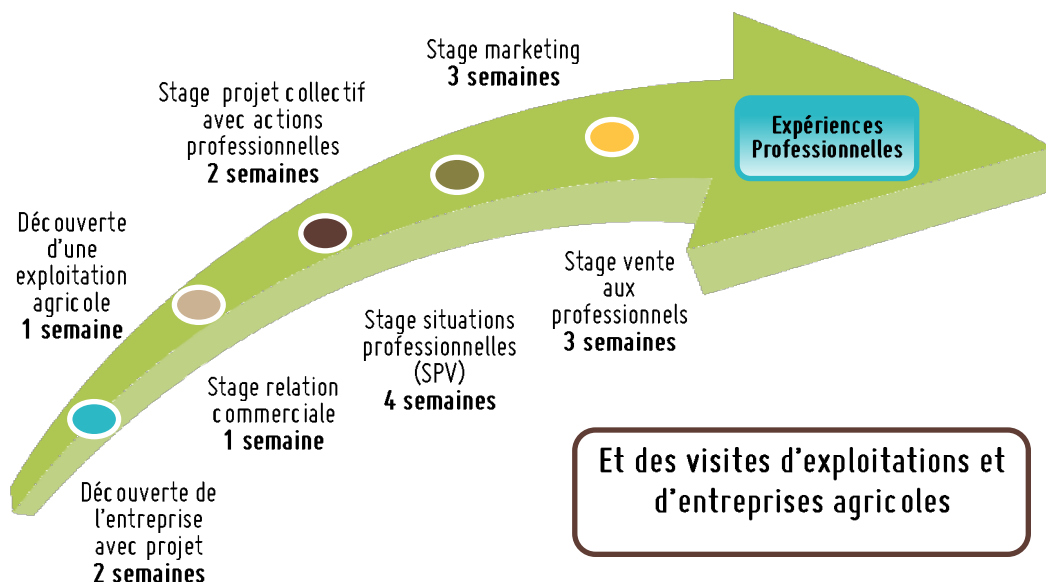 Stage marketing
3 semaines
Stage projet collectif
avec actions
professionnelles
2 semaines
Expériences
Professionnelles
Découverte
d'une
exploitation
agricole
1 semaine
Stage vente
aux
professionnels
3 semaines
Stage situations
professionnelles
(SPV)
4 semaines
Stage relation
commerciale
1 semaine
Et des visites d'exploitations et
d'entreprises agricoles
Découverte de
l'entreprise
avec projet
2 semaines